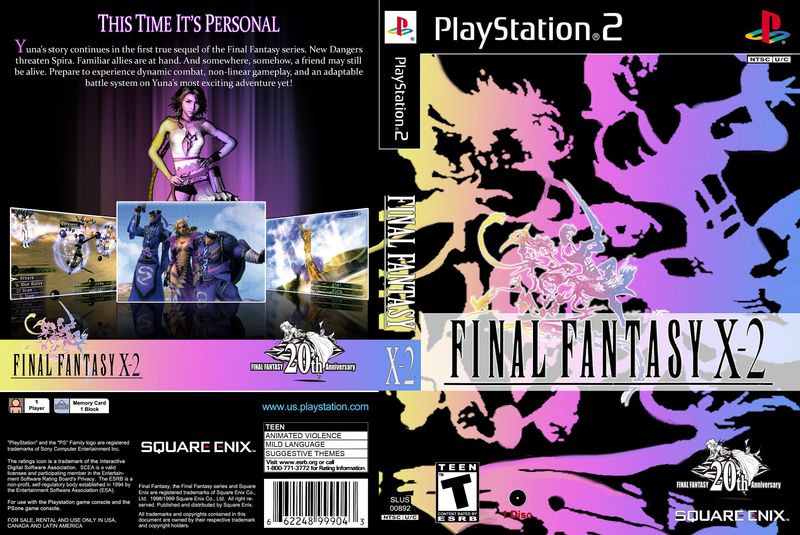 THIS TIME IT'S PERSONAL
Yuna's story continues in the first true sequel of the Final Fantasy series. New Dangers
threaten Spira. Familiar allies are at hand. And somewhere, somehow, a friend may still
be alive. Prepare to experience dynamic combat, non-linear gameplay, and an adaptable
battle system on Yuna's most exciting adventure yet!
FINAL FANTASY X-2
FINAL FANTASY 20th Anniversary
1
Player
Memory Card
1 Block
www.us.playstation.com
"PlayStation" and the "PS" Family logo are registered
trademarks of Sony Computer Entertainment Inc.
The ratings icon is a trademark of the Interactive
Digital Software Association. SCEA is a valid
licensee and participating member in the Entertain-
ment Software Rating Board's Privacy. The ESRB is a
non-profit, self-regulatory body established in 1994 by
the Entertainment Software Association (ESA).
For use with the Playstation game console and the
PSone game console.
FOR SALE, RENTAL AND USE ONLY IN USA,
CANADA AND LATIN AMERICA
SQUARE ENIX
Final Fantasy, the Final Fantasy series and Square
Enix are registered trademarks of Square Enix Co.,
Ltd. 1998/1999 Square Enix Co., Ltd. All right re-
served. Published and distributed by Square Enix.
All trademarks and copyrights contained in this
document are owned by their respective trademark
and copyright holders.
TEEN
ANIMATED VIOLENCE
MILD LANGUAGE
SUGGESTIVE THEMES
Visit www.esrb.org or call
1-800-771-3772 for Rating Information.
6 62248 99904 3
PlayStation®2
FINAL FANTASY
X-2
SLUS
00892
NTSC U/C
PlayStation®2
NTSC U/C
FINAL FANTASY X-2
TEEN
T
CONTENT RATED BY
ESRB
1 Disc
FINAL FANTASY 20th Anniversary
SQUARE ENIX